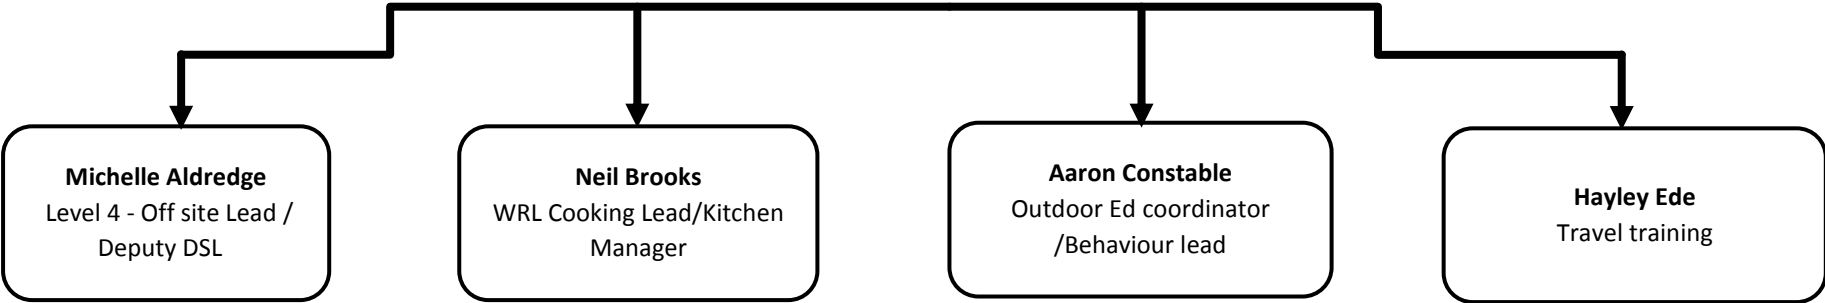 Michelle Aldredge
Level 4 - Off site Lead /
Deputy DSL
Neil Brooks
WRL Cooking Lead/Kitchen
Manager
Aaron Constable
Outdoor Ed coordinator
/Behaviour lead
Hayley Ede
Travel training